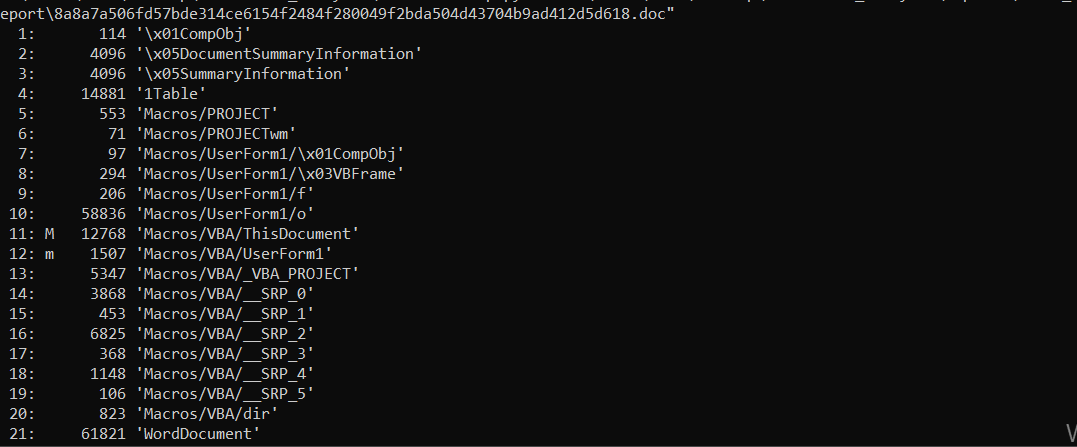 eport\8a8a7a506fd57bde314ce6154f2484f280049f2bda504d43704b9ad412d5d618.doc"
1: 114 '\x01CompObj'
2: 4096 '\x05DocumentSummaryInformation'
3: 4096 '\x05SummaryInformation'
4: 14881 '1Table'
5: 553 'Macros/PROJECT'
6: 71 'Macros/PROJECTwm'
7: 97 'Macros/UserForm1/\x01CompObj'
8: 294 'Macros/UserForm1/\x03VBFrame'
9: 206 'Macros/UserForm1/f'
10: 58836 'Macros/UserForm1/o'
11: M 12768 'Macros/VBA/ThisDocument'
12: m 1507 'Macros/VBA/UserForm1'
13: 5347 'Macros/VBA/_VBA_PROJECT'
14: 3868 'Macros/VBA/__SRP_0'
15: 453 'Macros/VBA/__SRP_1'
16: 6825 'Macros/VBA/__SRP_2'
17: 368 'Macros/VBA/__SRP_3'
18: 1148 'Macros/VBA/__SRP_4'
19: 106 'Macros/VBA/__SRP_5'
20: 823 'Macros/VBA/dir'
21: 61821 'WordDocument'